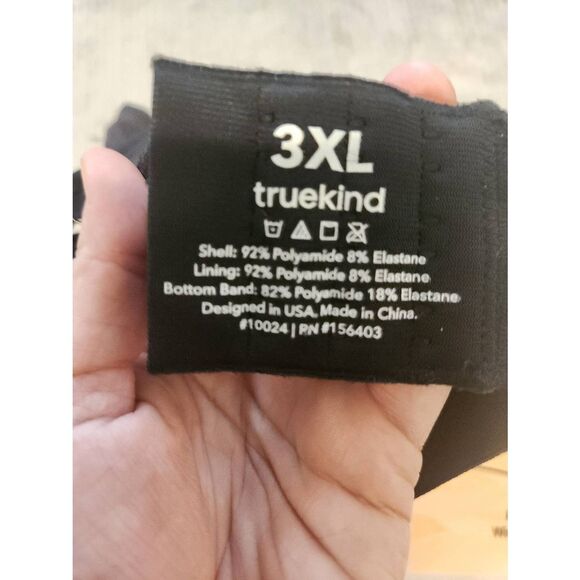 3XL
truekind
Shell: 92% Polyamide 8% Elastane
Lining: 92% Polyamide 8% Elastane
Bottom Band: 82% Polyamide 18% Elastane
Designed in USA. Made in China.
#10024 | PN #156403